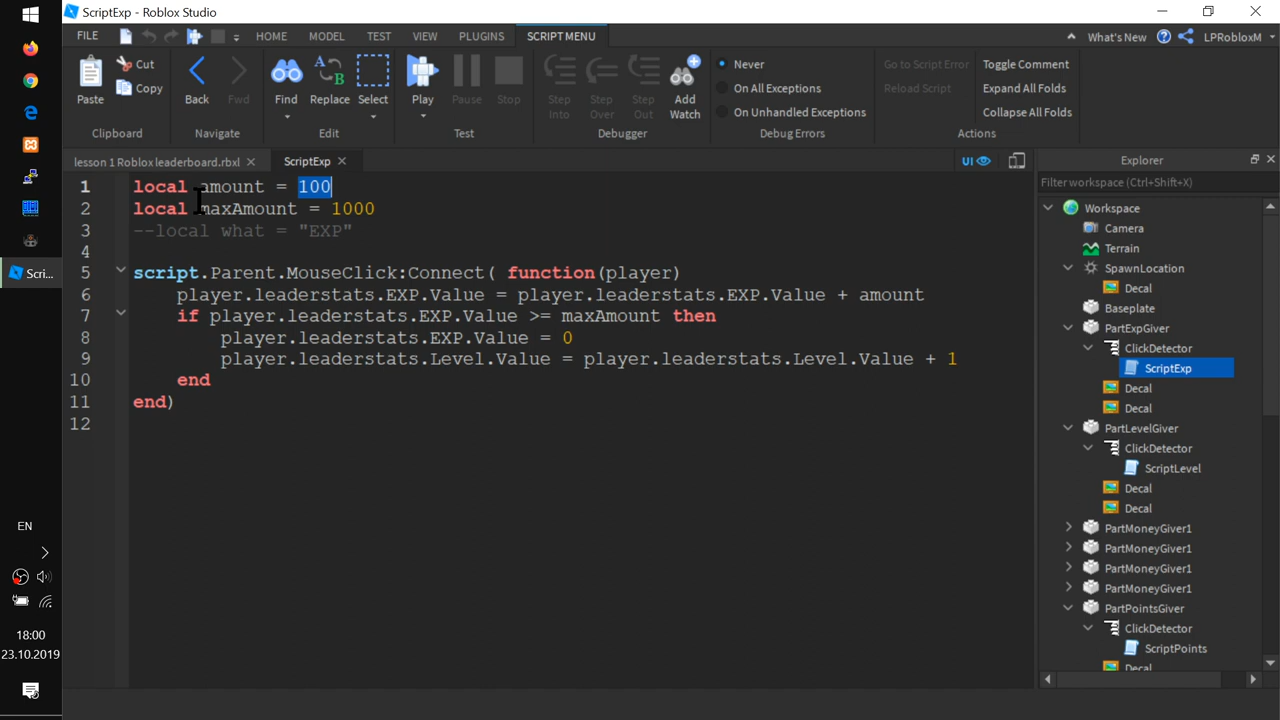 ScriptExp - Roblox Studio
FILE HOME MODEL TEST VIEW PLUGINS SCRIPT MENU What's New LPRobloxM
Paste Cut Copy
Clipboard
Back Fwd
Navigate
Find Replace Select
Edit
Play Pause Stop
Test
Step Into Step Over Step Out Add Watch
Debugger
Never
On All Exceptions
On Unhandled Exceptions
Debug Errors
Go to Script Error Toggle Comment
Reload Script Expand All Folds
Collapse All Folds
Actions
lesson 1 Roblox leaderboard.rbxl ScriptExp UI
1 local amount = 100
2 local maxAmount = 1000
3 --local what = "EXP"
4
5 script.Parent.MouseClick:Connect( function(player)
6 player.leaderstats.EXP.Value = player.leaderstats.EXP.Value + amount
7 if player.leaderstats.EXP.Value >= maxAmount then
8 player.leaderstats.EXP.Value = 0
9 player.leaderstats.Level.Value = player.leaderstats.Level.Value + 1
10 end
11 end)
12
Explorer
Filter workspace (Ctrl+Shift+X)
Workspace
Camera
Terrain
SpawnLocation
Decal
Baseplate
PartExpGiver
ClickDetector
ScriptExp
Decal
Decal
PartLevelGiver
ClickDetector
ScriptLevel
Decal
Decal
PartMoneyGiver1
PartMoneyGiver1
PartMoneyGiver1
PartMoneyGiver1
PartPointsGiver
ClickDetector
ScriptPoints
Decal
Scri...
EN
18:00
23.10.2019